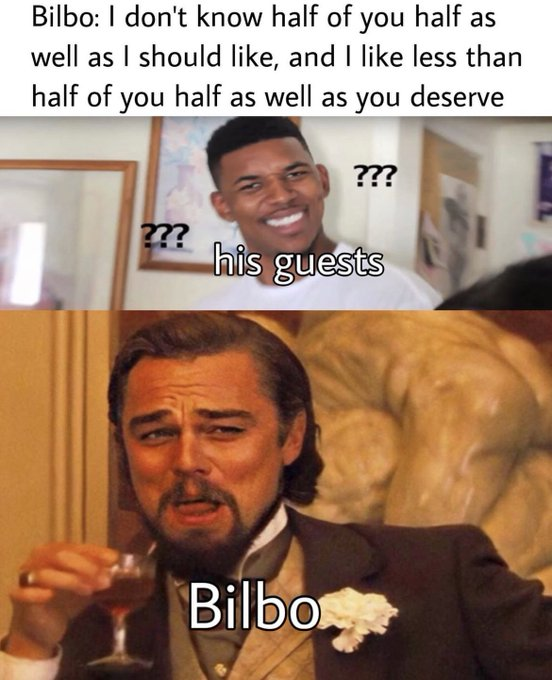 Bilbo: I don't know half of you half as
well as I should like, and I like less than
half of you half as well as you deserve
???
???
his guests
Bilbo